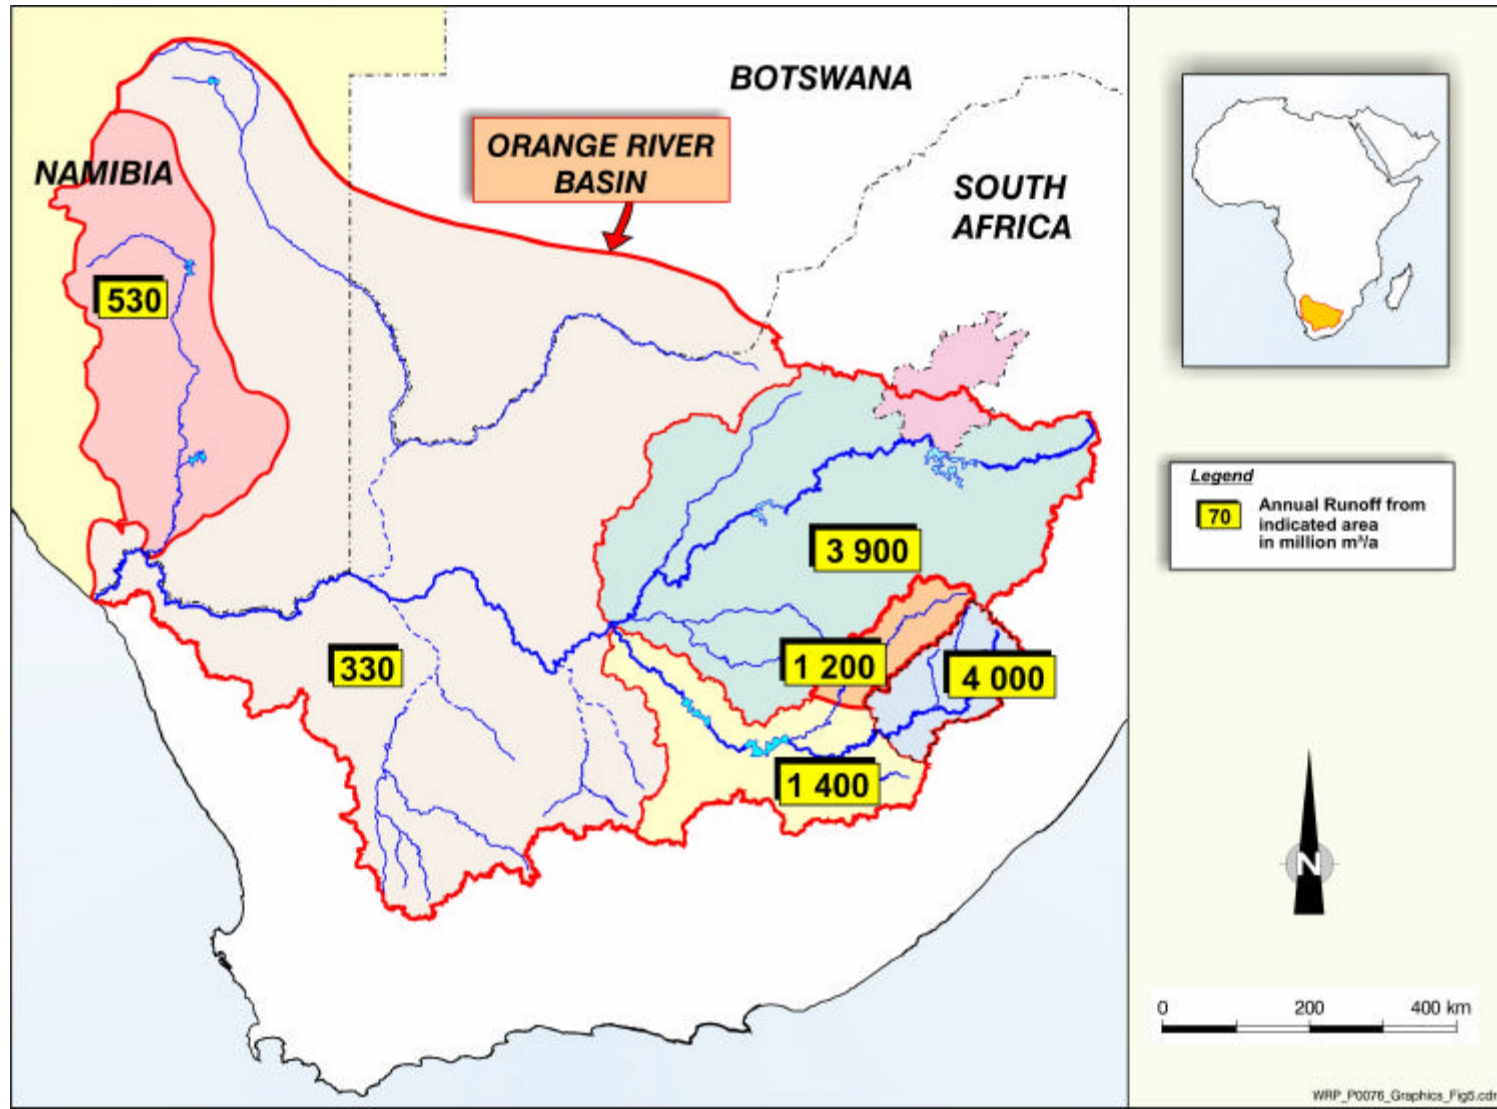 BOTSWANA
ORANGE RIVER
BASIN
NAMIBIA
SOUTH
AFRICA
530
3 900
330
1 200
4 000
1 400
Legend
70
Annual Runoff from
indicated area
in million m³/a
N
0 200 400 km
WRP_P0076_Graphics_Fig5.cdr